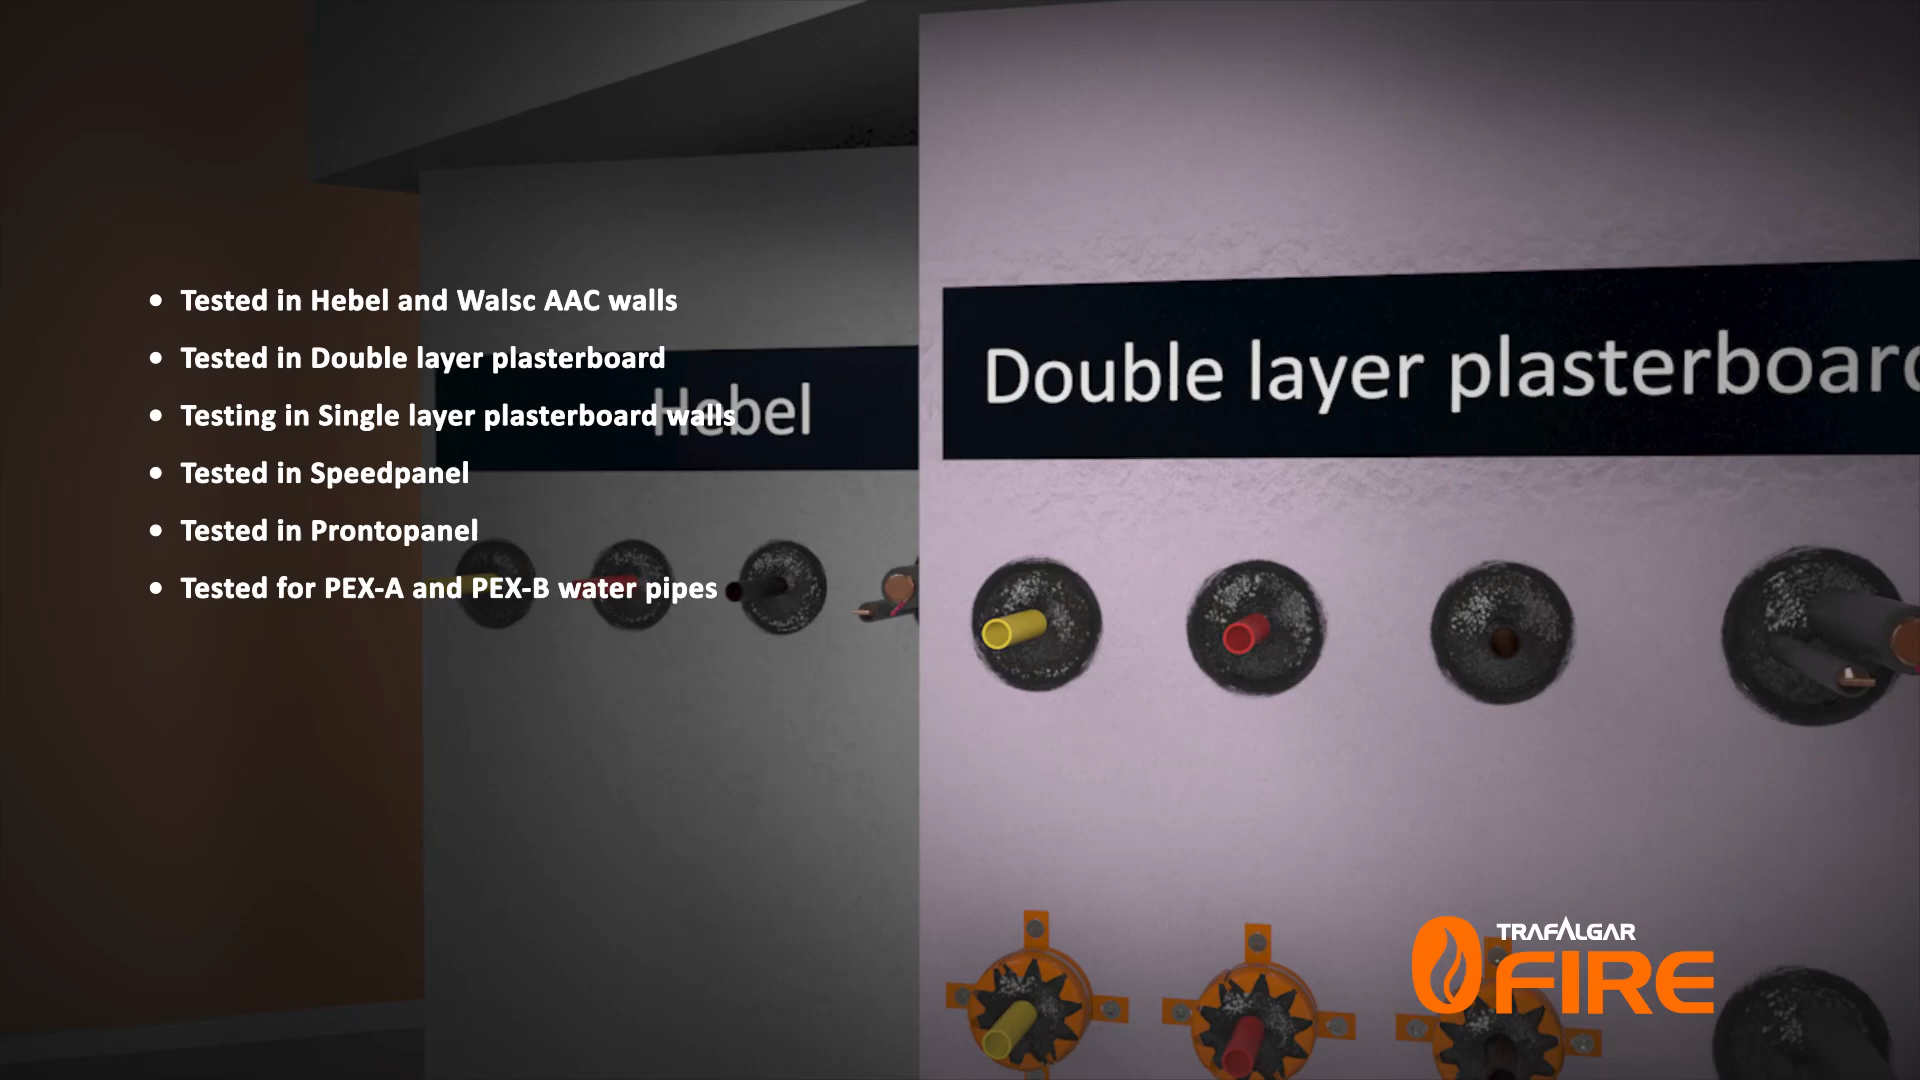 • Tested in Hebel and Walsc AAC walls
• Tested in Double layer plasterboard
• Testing in Single layer plasterboard walls
• Tested in Speedpanel
• Tested in Prontopanel
• Tested for PEX-A and PEX-B water pipes
Hebel
Double layer plasterboard
TRAFALGAR
FIRE